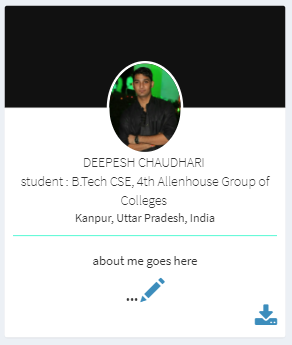 DEEPESH CHAUDHARI
student : B.Tech CSE, 4th Allenhouse Group of
Colleges
Kanpur, Uttar Pradesh, India
about me goes here
...